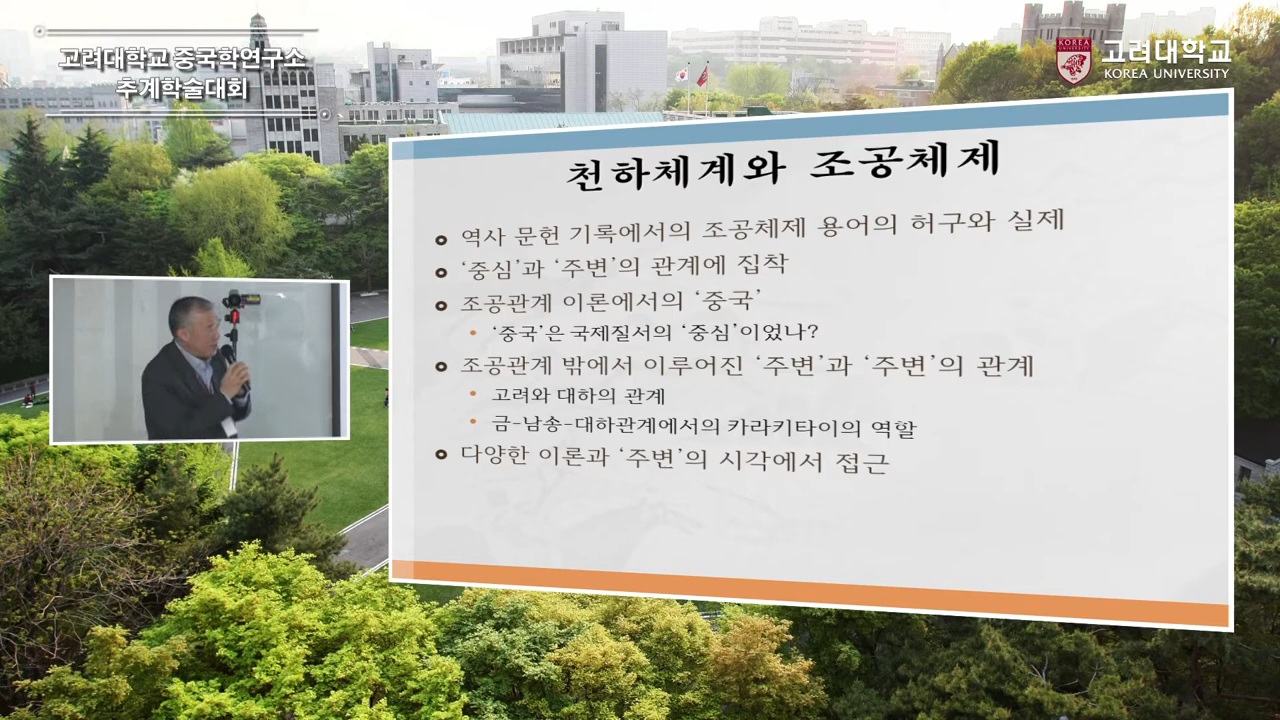 고려대학교 중국학연구소
추계학술대회
KOREA
UNIVERSITY
고려대학교
KOREA UNIVERSITY
천하체계와 조공체제
역사 문헌 기록에서의 조공체제 용어의 허구와 실제
‘중심’과 ‘주변’의 관계에 집착
조공관계 이론에서의 ‘중국’
‘중국’은 국제질서의 ‘중심’이었나?
조공관계 밖에서 이루어진 ‘주변’과 ‘주변’의 관계
고려와 대하의 관계
금-남송-대하관계에서의 카라키타이의 역할
다양한 이론과 ‘주변’의 시각에서 접근